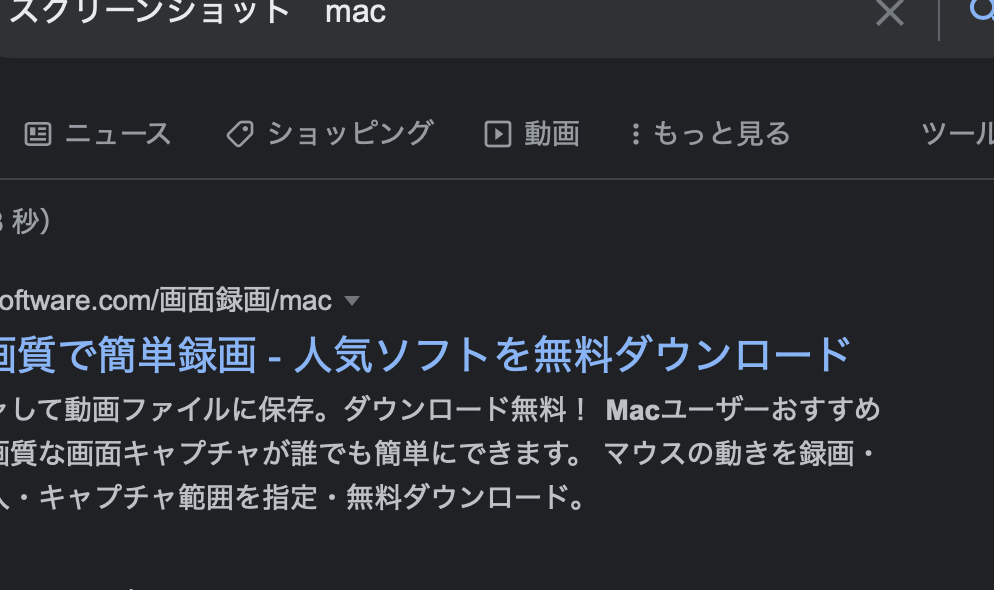 スクリーンショット　mac
ニュース ショッピング 動画 もっと見る ツール
秒）
oftware.com/画面録画/mac
画質で簡単録画 - 人気ソフトを無料ダウンロード
ャして動画ファイルに保存。ダウンロード無料！ Macユーザーおすすめ
画質な画面キャプチャが誰でも簡単にできます。 マウスの動きを録画・
・キャプチャ範囲を指定・無料ダウンロード。